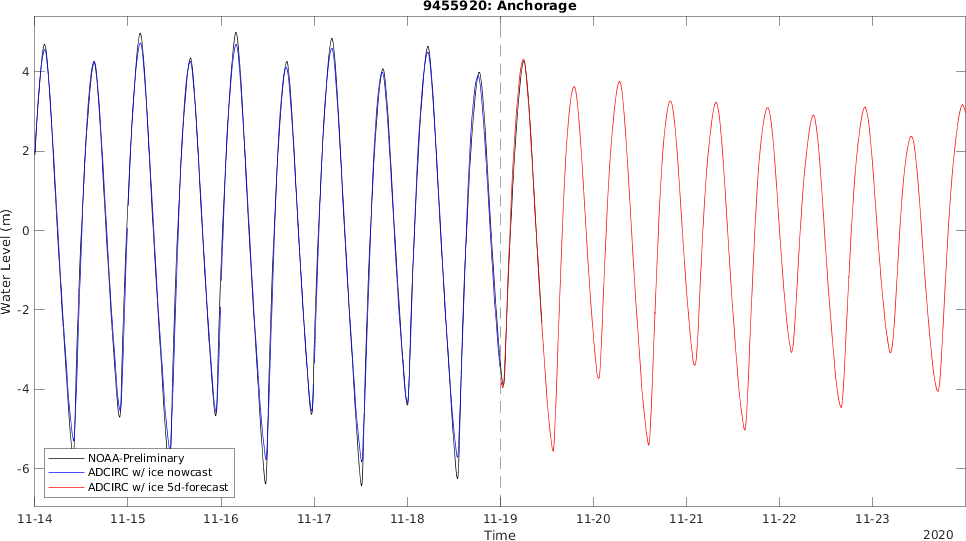 9455920: Anchorage
4
2
0
-2
-4
-6
Water Level (m)
NOAA-Preliminary
ADCIRC w/ ice nowcast
ADCIRC w/ ice 5d-forecast
11-14 11-15 11-16 11-17 11-18 11-19 11-20 11-21 11-22 11-23
Time
2020